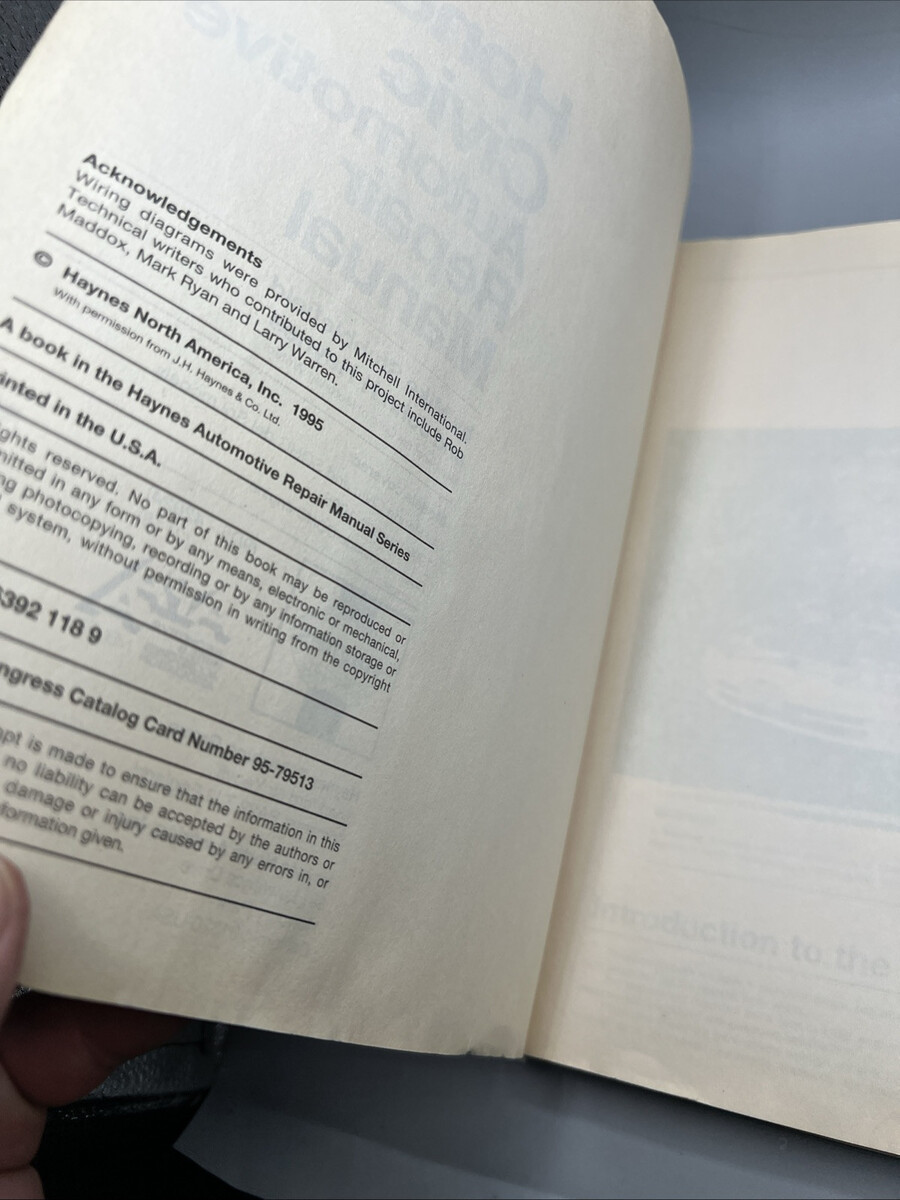 Acknowledgements
Wiring diagrams were provided by Mitchell International.
Technical writers who contributed to this project include Rob
Maddox, Mark Ryan and Larry Warren.
© Haynes North America, Inc. 1995
With permission from J.H. Haynes & Co. Ltd.
A book in the Haynes Automotive Repair Manual Series
inted in the U.S.A.
ghts reserved. No part of this book may be reproduced or
mitted in any form or by any means, electronic or mechanical,
ng photocopying, recording or by any information storage or
system, without permission in writing from the copyright
392 118 9
ngress Catalog Card Number 95-79513
pt is made to ensure that the information in this
no liability can be accepted by the authors or
damage or injury caused by any errors in, or
formation given.
Introduction to the